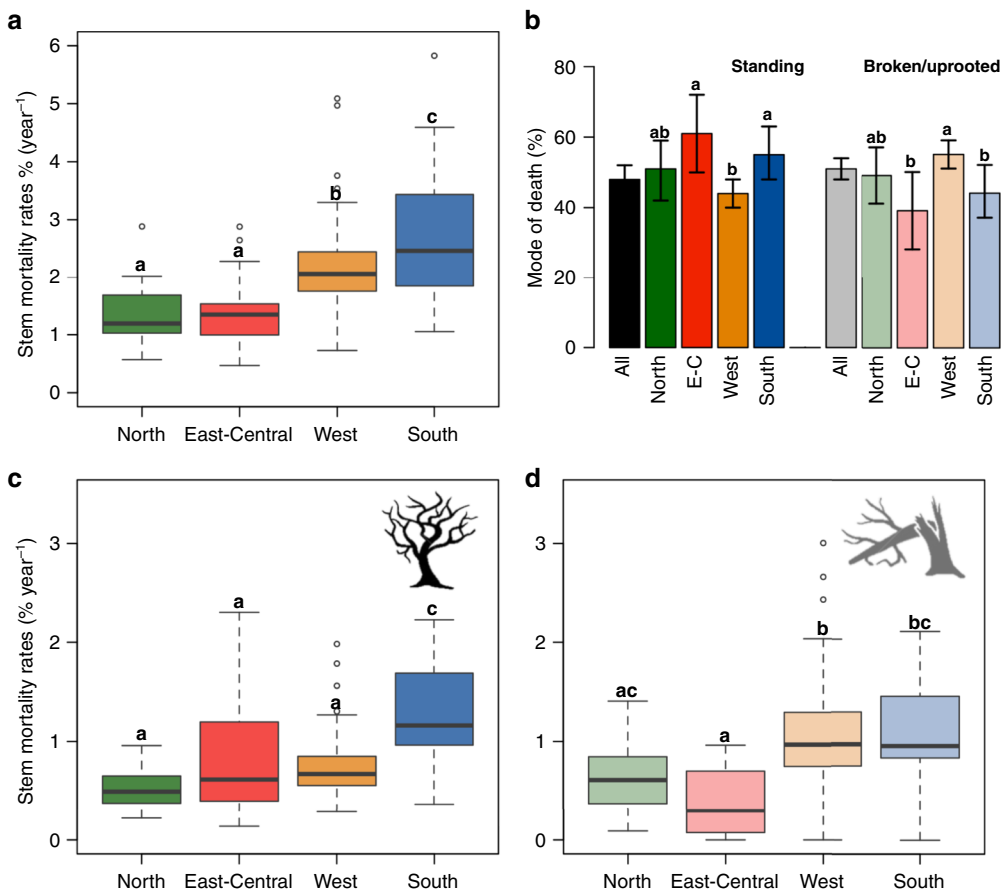 a
Stem mortality rates % (year⁻¹)
6
5
4
3
2
1
0
a
a
b
c
North East-Central West South
b
Mode of death (%)
80
60
40
20
0
Standing Broken/uprooted
ab
a
b
a
ab
b
a
b
All North E-C West South
All North E-C West South
c
Stem mortality rates (% year⁻¹)
3
2
1
0
a
a
a
c
North East-Central West South
d
3
2
1
0
ac
a
b
bc
North East-Central West South